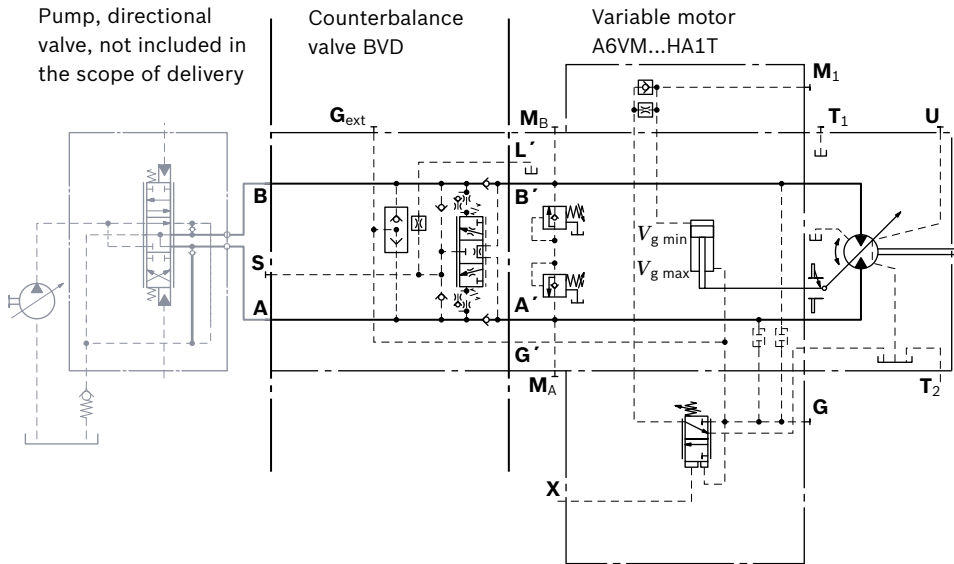 Pump, directional
valve, not included in
the scope of delivery
Counterbalance
valve BVD
Variable motor
A6VM...HA1T
M1
Gext
MB
T1
U
L´
B
B´
S
Vg min
Vg max
A
A´
G´
MA
T2
G
X